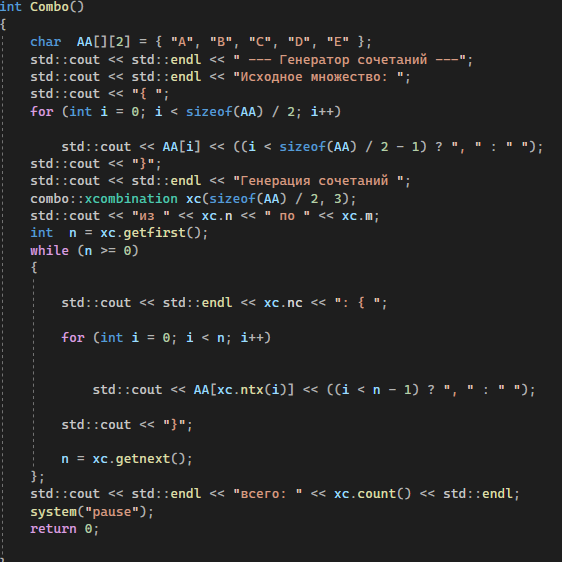 int Combo()
{
    char  AA[][2] = { "A", "B", "C", "D", "E" };
    std::cout << std::endl << " --- Генератор сочетаний ---";
    std::cout << std::endl << "Исходное множество: ";
    std::cout << "{ ";
    for (int i = 0; i < sizeof(AA) / 2; i++)
        std::cout << AA[i] << ((i < sizeof(AA) / 2 - 1) ? ", " : " ");
    std::cout << "}";
    std::cout << std::endl << "Генерация сочетаний ";
    combo::xcombination xc(sizeof(AA) / 2, 3);
    std::cout << "из " << xc.n << " по " << xc.m;
    int  n = xc.getfirst();
    while (n >= 0)
    {
        std::cout << std::endl << xc.nc << ": { ";
        for (int i = 0; i < n; i++)
            std::cout << AA[xc.ntx(i)] << ((i < n - 1) ? ", " : " ");
        std::cout << "}";
        n = xc.getnext();
    };
    std::cout << std::endl << "всего: " << xc.count() << std::endl;
    system("pause");
    return 0;
}